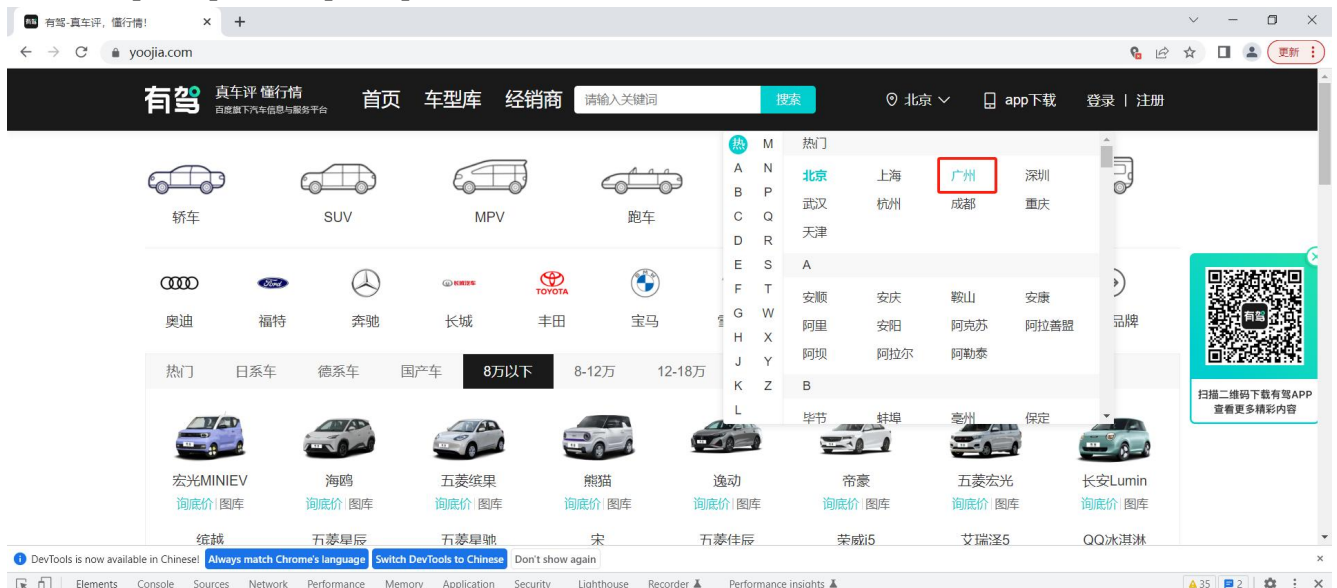 有驾-真车评，懂行情!
yoojia.com
更新
有驾 真车评 懂行情
百度旗下汽车信息与服务平台
首页 车型库 经销商 请输入关键词 搜索 北京 app下载 登录 | 注册
轿车 SUV MPV 跑车
热 M
A N
B P
C Q
D R
E S
F T
G W
H X
J Y
K Z
L
热门
北京 上海 广州 深圳
武汉 杭州 成都 重庆
天津
A
安顺 安庆 鞍山 安康
阿里 安阳 阿克苏 阿拉善盟
阿坝 阿拉尔 阿勒泰
B
毕节 蚌埠 亳州 保定
长城汽车 TOYOTA
奥迪 福特 奔驰 长城 丰田 宝马 品牌
热门 日系车 德系车 国产车 8万以下 8-12万 12-18万
有驾
扫描二维码下载有驾APP
查看更多精彩内容
宏光MINIEV 海鸥 五菱缤果 熊猫 逸动 帝豪 五菱宏光 长安Lumin
询底价|图库 询底价|图库 询底价|图库 询底价|图库 询底价|图库 询底价|图库 询底价|图库 询底价|图库
缤越 五菱星辰 五菱星驰 宋 五菱佳辰 荣威i5 艾瑞泽5 QQ冰淇淋
DevTools is now available in Chinese! Always match Chrome's language Switch DevTools to Chinese Don't show again
Elements Console Sources Network Performance Memory Application Security Lighthouse Recorder Performance insights 35 2